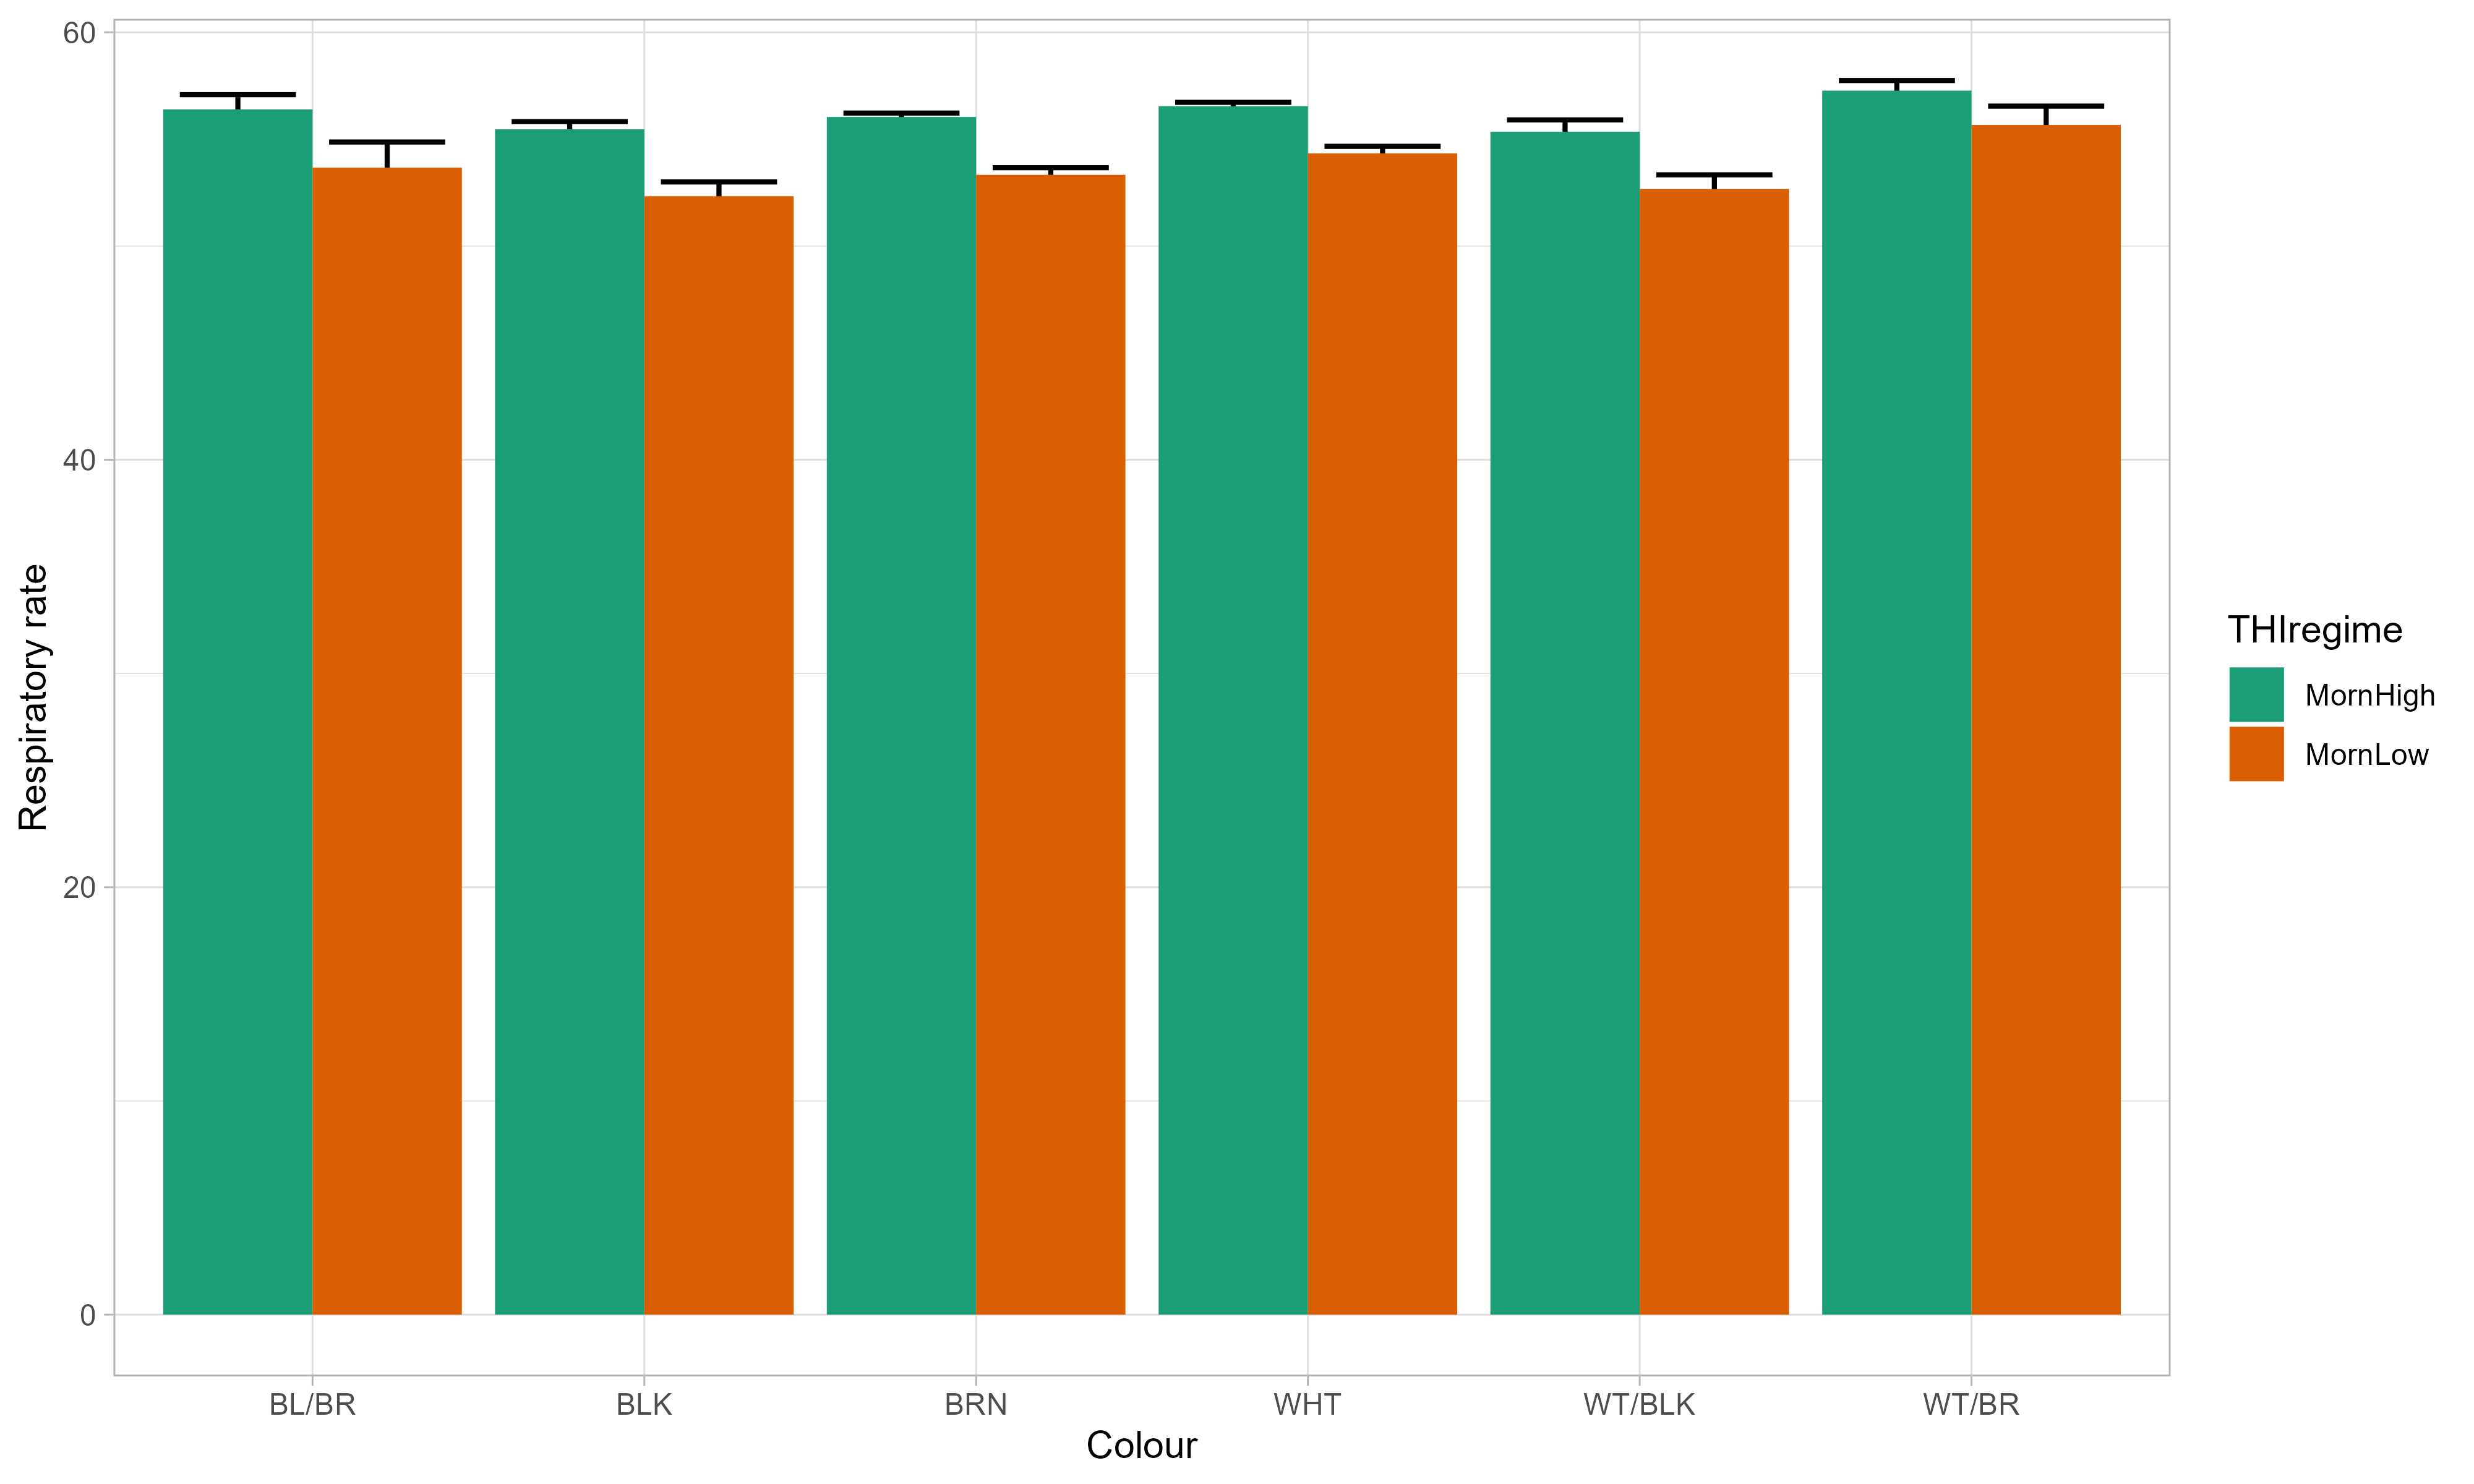 60
40
20
0
Respiratory rate
BL/BR
BLK
BRN
WHT
WT/BLK
WT/BR
Colour
THIregime
MornHigh
MornLow